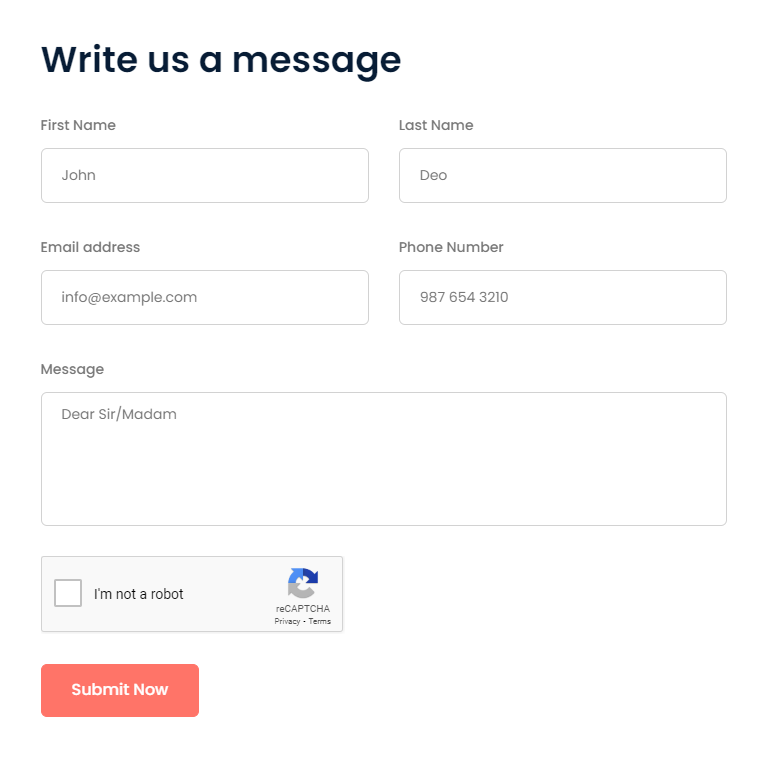 Write us a message
First Name
Last Name
John
Deo
Email address
Phone Number
info@example.com
987 654 3210
Message
Dear Sir/Madam
I'm not a robot
reCAPTCHA
Privacy - Terms
Submit Now